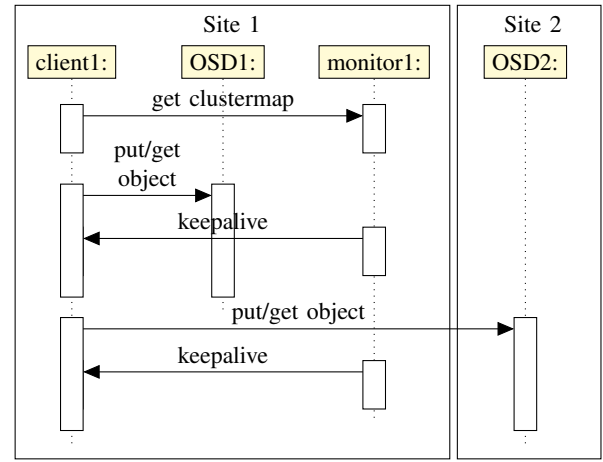 Site 1
Site 2
client1:
OSD1:
monitor1:
OSD2:
get clustermap
put/get
object
keepalive
put/get object
keepalive